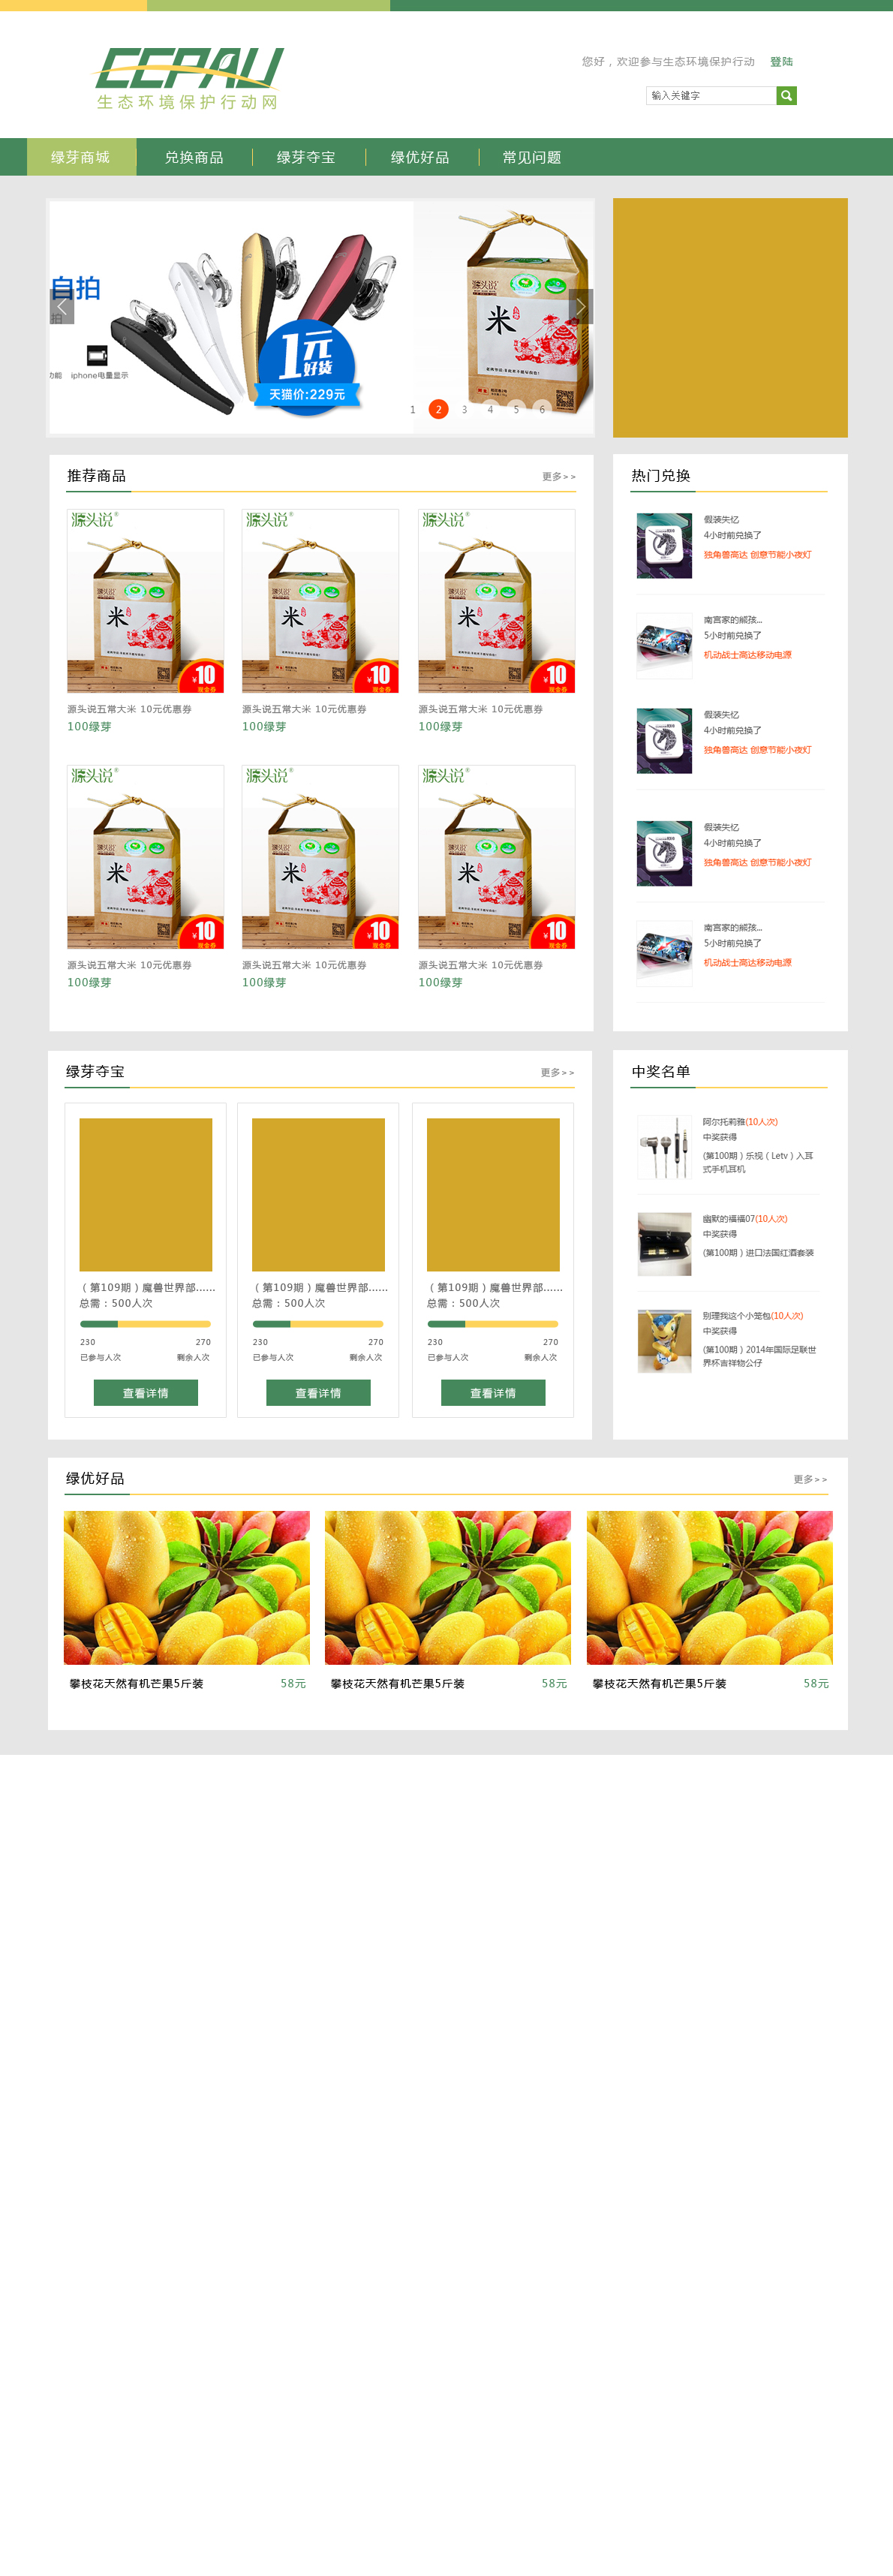 CEPAU
生态环境保护行动网
您好，欢迎参与生态环境保护行动 登陆
输入关键字
绿芽商城 兑换商品 绿芽夺宝 绿优好品 常见问题
自拍
拍
功能 iphone电量显示
1元
好货
天猫价:229元
源头说
米
1 2 3 4 5 6
推荐商品 更多>>
源头说® 源头说® 源头说®
米 米 米
¥10 ¥10 ¥10
现金券 现金券 现金券
源头说五常大米 10元优惠券 源头说五常大米 10元优惠券 源头说五常大米 10元优惠券
100绿芽 100绿芽 100绿芽
源头说® 源头说® 源头说®
米 米 米
¥10 ¥10 ¥10
现金券 现金券 现金券
源头说五常大米 10元优惠券 源头说五常大米 10元优惠券 源头说五常大米 10元优惠券
100绿芽 100绿芽 100绿芽
热门兑换
假装失忆
4小时前兑换了
独角兽高达 创意节能小夜灯
南宫家的熊孩...
5小时前兑换了
机动战士高达移动电源
假装失忆
4小时前兑换了
独角兽高达 创意节能小夜灯
假装失忆
4小时前兑换了
独角兽高达 创意节能小夜灯
南宫家的熊孩...
5小时前兑换了
机动战士高达移动电源
绿芽夺宝 更多>>
（第109期）魔兽世界部...... （第109期）魔兽世界部...... （第109期）魔兽世界部......
总需：500人次 总需：500人次 总需：500人次
230 270 230 270 230 270
已参与人次 剩余人次 已参与人次 剩余人次 已参与人次 剩余人次
查看详情 查看详情 查看详情
中奖名单
阿尔托莉雅(10人次)
中奖获得
(第100期）乐视（Letv）入耳
式手机耳机
幽默的福福07(10人次)
中奖获得
(第100期）进口法国红酒套装
别理我这个小笼包(10人次)
中奖获得
(第100期）2014年国际足联世
界杯吉祥物公仔
绿优好品 更多>>
攀枝花天然有机芒果5斤装 58元 攀枝花天然有机芒果5斤装 58元 攀枝花天然有机芒果5斤装 58元